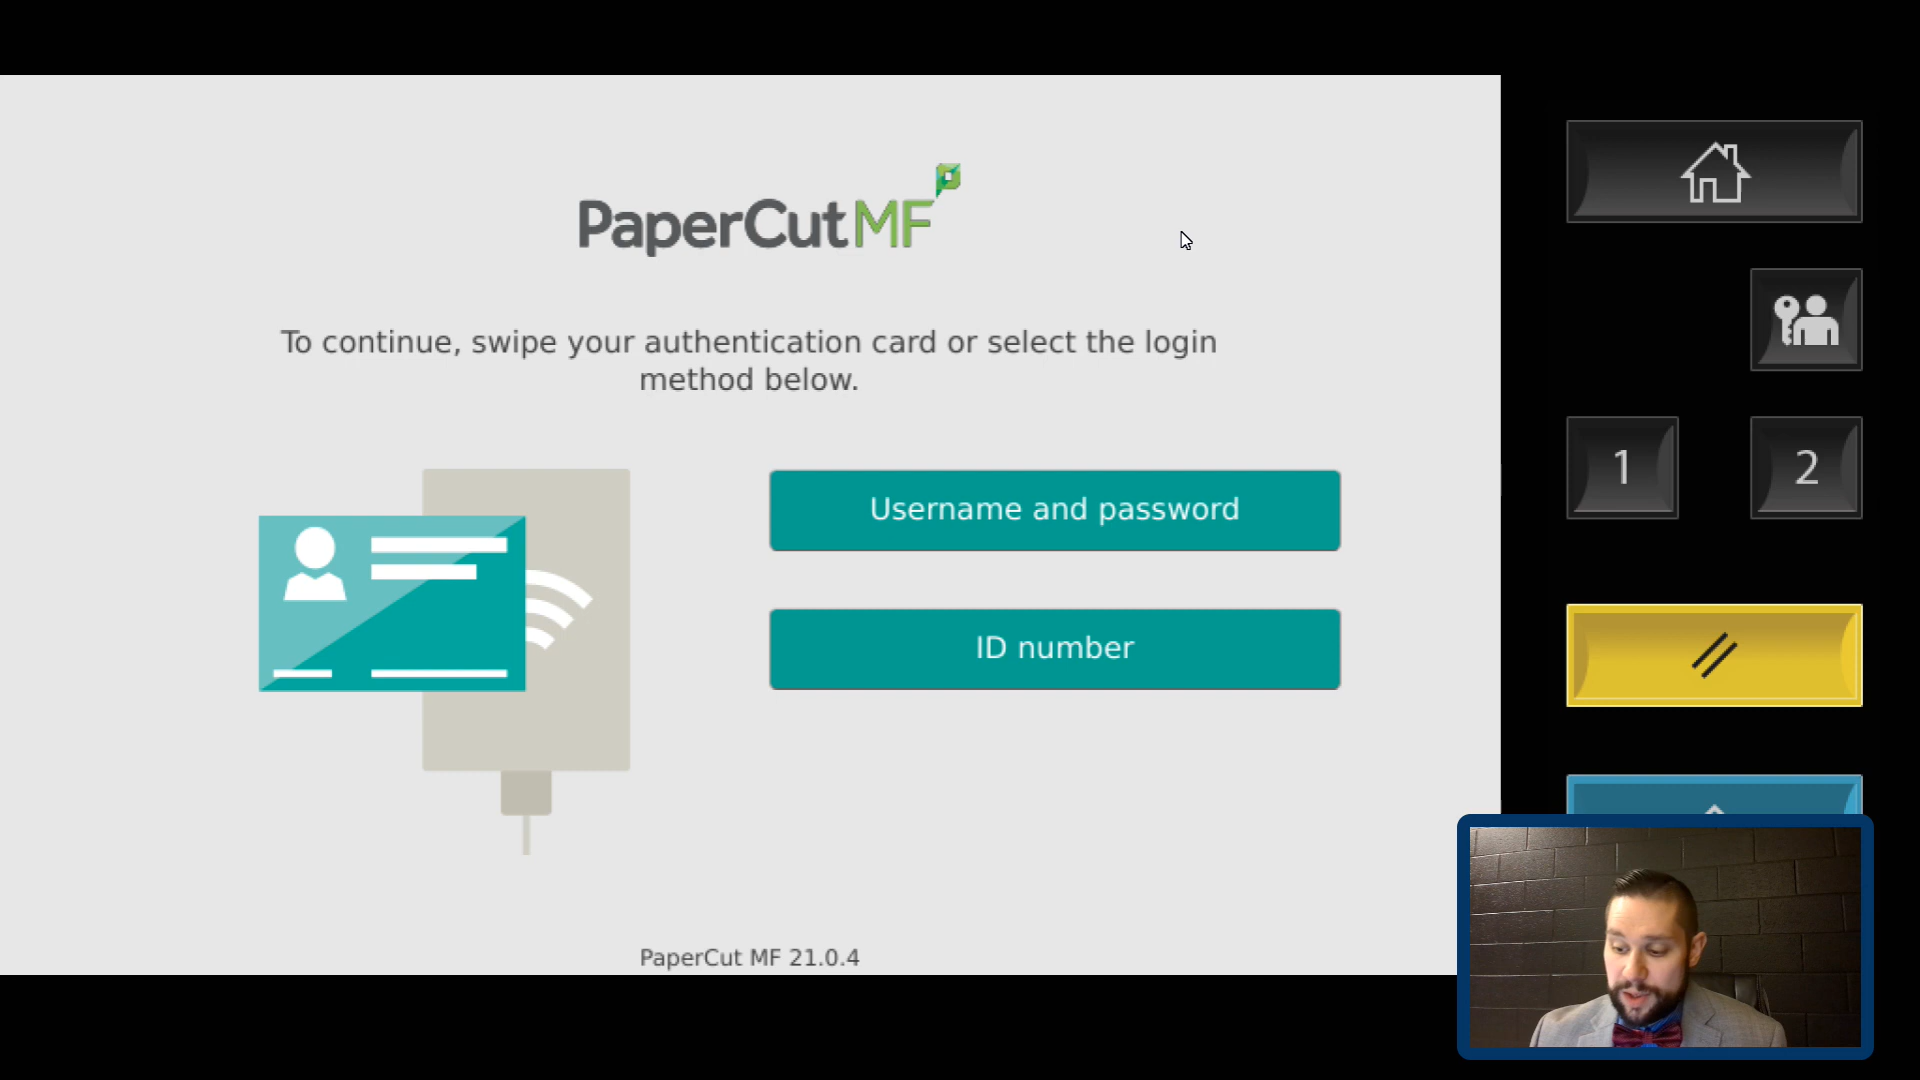 PaperCut MF
To continue, swipe your authentication card or select the login
method below.
Username and password
ID number
1
2
PaperCut MF 21.0.4